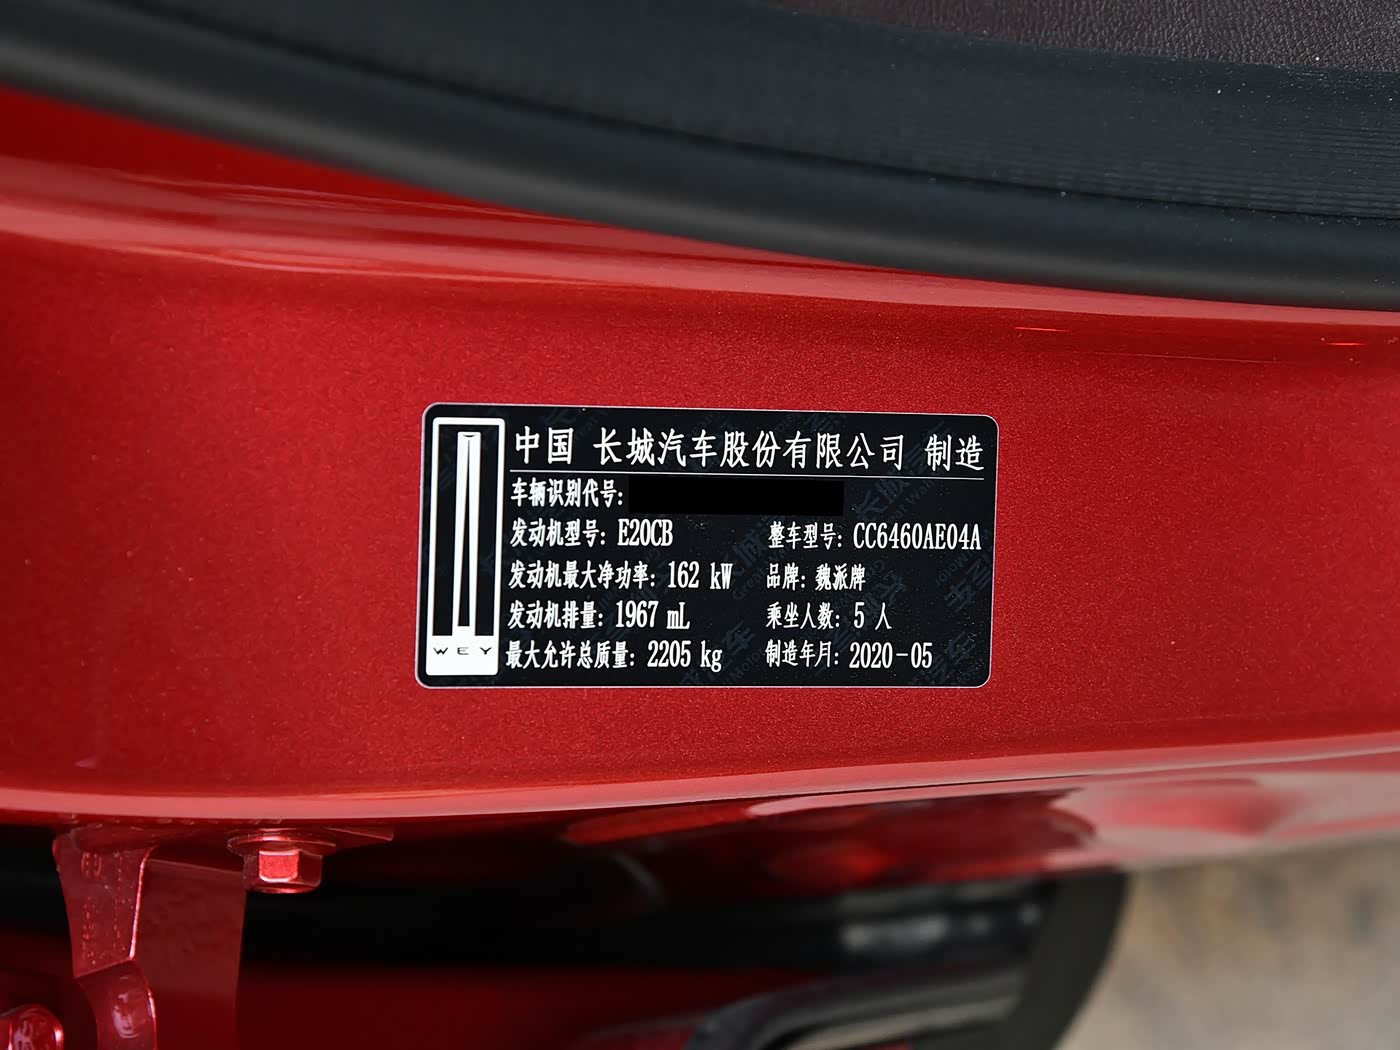 中国 长城汽车股份有限公司 制造
车辆识别代号:
发动机型号: E20CB 整车型号: CC6460AE04A
发动机最大净功率: 162 kW 品牌: 魏派牌
发动机排量: 1967 mL 乘坐人数: 5 人
最大允许总质量: 2205 kg 制造年月: 2020-05
WEY